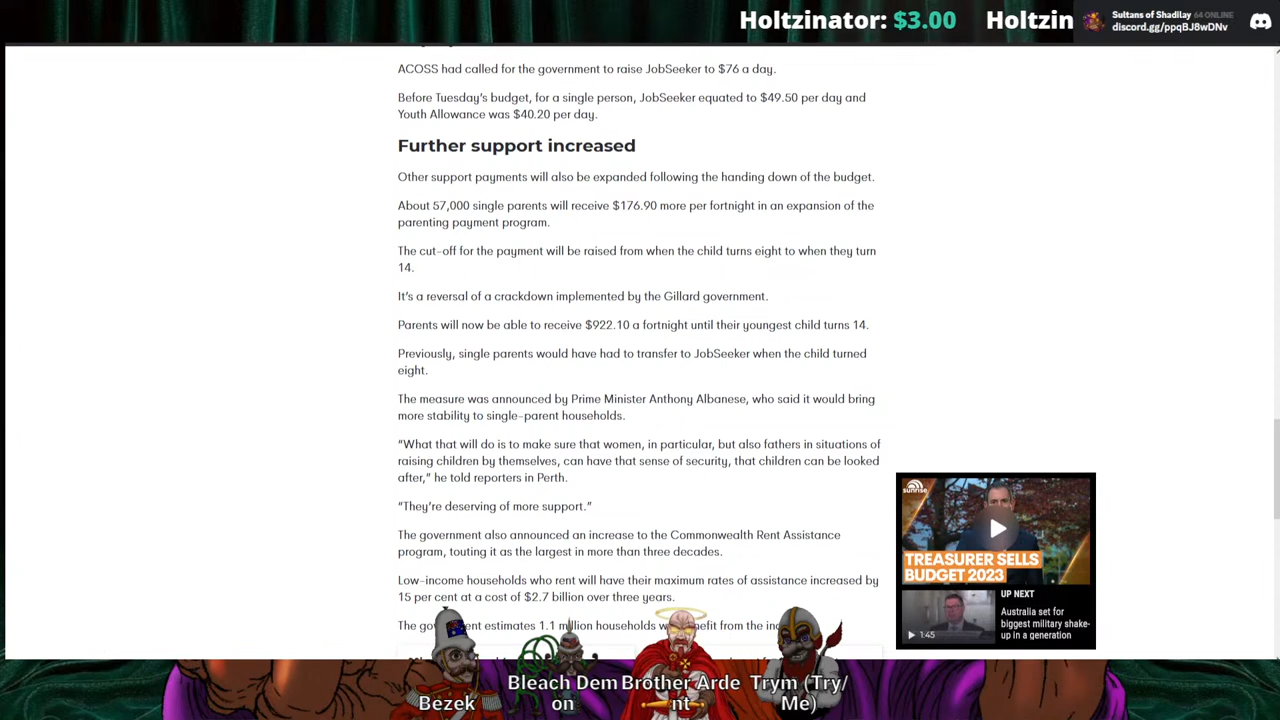 Holtzinator: $3.00 Holtzin
Sultans of Shadilay 64 ONLINE
discord.gg/ppqBJ8wDNv
ACOSS had called for the government to raise JobSeeker to $76 a day.
Before Tuesday's budget, for a single person, JobSeeker equated to $49.50 per day and
Youth Allowance was $40.20 per day.
Further support increased
Other support payments will also be expanded following the handing down of the budget.
About 57,000 single parents will receive $176.90 more per fortnight in an expansion of the
parenting payment program.
The cut-off for the payment will be raised from when the child turns eight to when they turn
14.
It's a reversal of a crackdown implemented by the Gillard government.
Parents will now be able to receive $922.10 a fortnight until their youngest child turns 14.
Previously, single parents would have had to transfer to JobSeeker when the child turned
eight.
The measure was announced by Prime Minister Anthony Albanese, who said it would bring
more stability to single-parent households.
“What that will do is to make sure that women, in particular, but also fathers in situations of
raising children by themselves, can have that sense of security, that children can be looked
after,” he told reporters in Perth.
“They're deserving of more support.”
The government also announced an increase to the Commonwealth Rent Assistance
program, touting it as the largest in more than three decades.
Low-income households who rent will have their maximum rates of assistance increased by
15 per cent at a cost of $2.7 billion over three years.
The estimates 1.1 million households from the
sunrise
TREASURER SELLS
BUDGET 2023
UP NEXT
Australia set for
biggest military shake-
up in a generation
1:45
Bezek
Bleach Dem
on
Brother Arde
nt
Trym (Try/
Me)